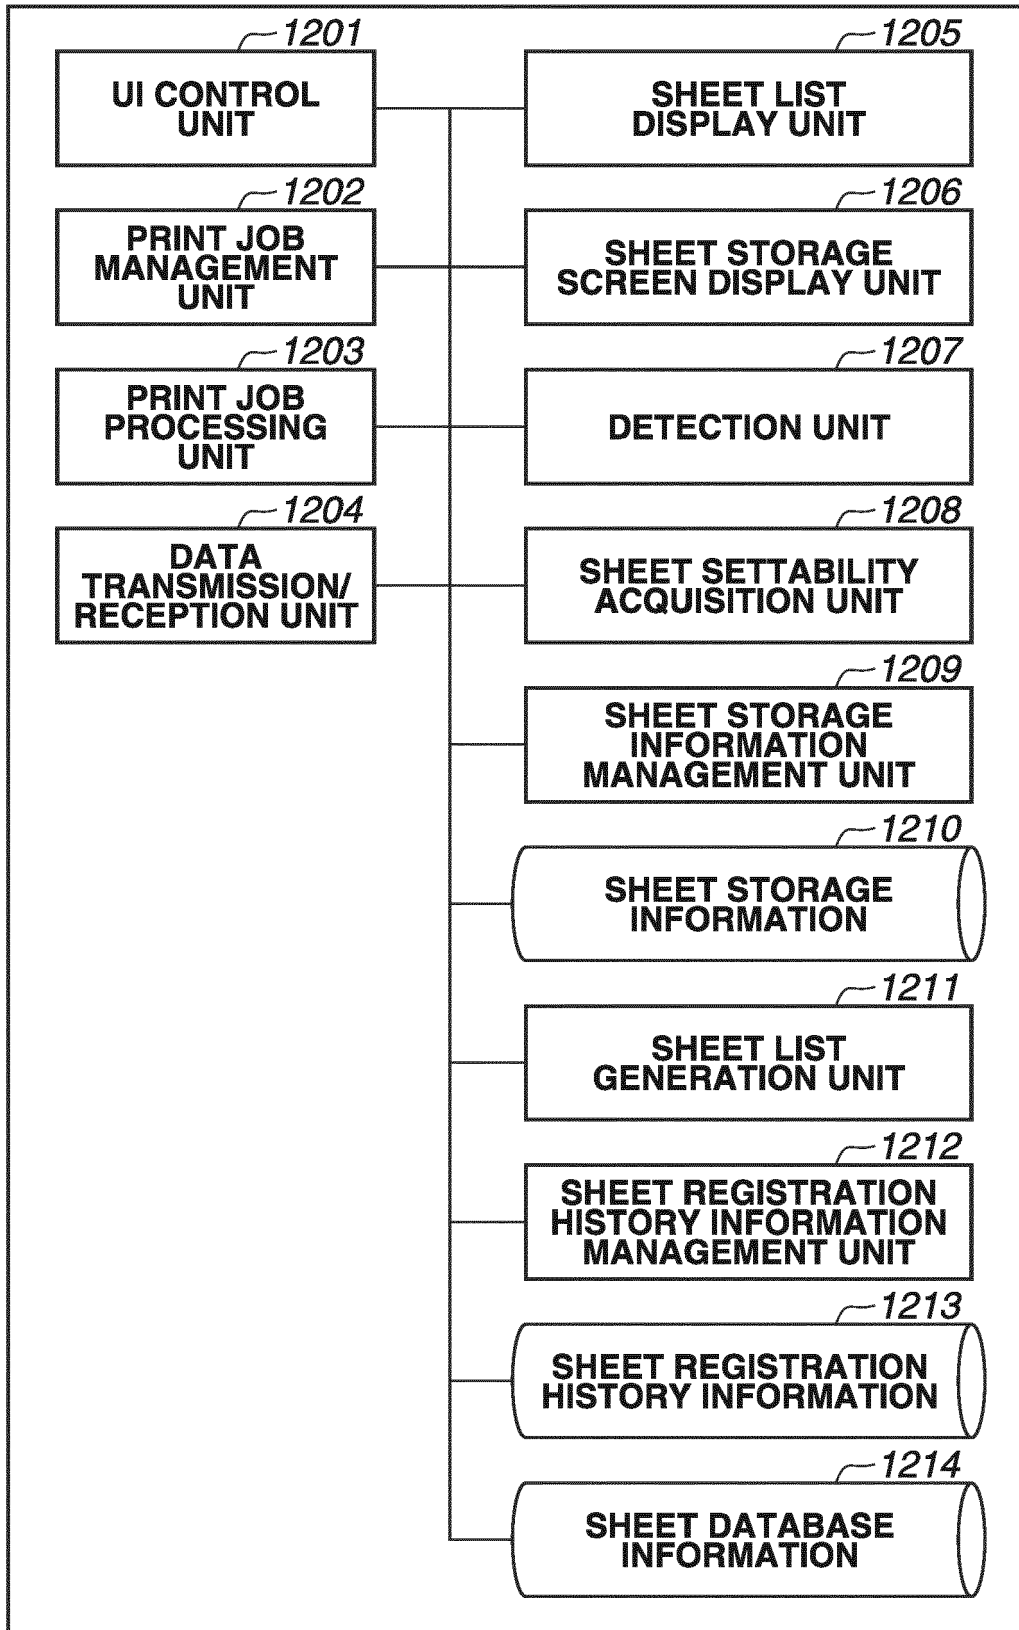 1201
UI CONTROL
UNIT
1202
PRINT JOB
MANAGEMENT
UNIT
1203
PRINT JOB
PROCESSING
UNIT
1204
DATA
TRANSMISSION/
RECEPTION UNIT
1205
SHEET LIST
DISPLAY UNIT
1206
SHEET STORAGE
SCREEN DISPLAY UNIT
1207
DETECTION UNIT
1208
SHEET SETTABILITY
ACQUISITION UNIT
1209
SHEET STORAGE
INFORMATION
MANAGEMENT UNIT
1210
SHEET STORAGE
INFORMATION
1211
SHEET LIST
GENERATION UNIT
1212
SHEET REGISTRATION
HISTORY INFORMATION
MANAGEMENT UNIT
1213
SHEET REGISTRATION
HISTORY INFORMATION
1214
SHEET DATABASE
INFORMATION